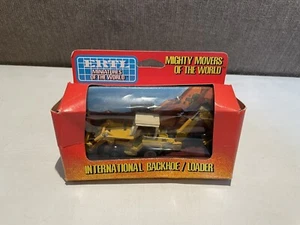 ERTL
MINIATURES
OF THE WORLD
MIGHTY MOVERS
OF THE WORLD
INTERNATIONAL BACKHOE/LOADER